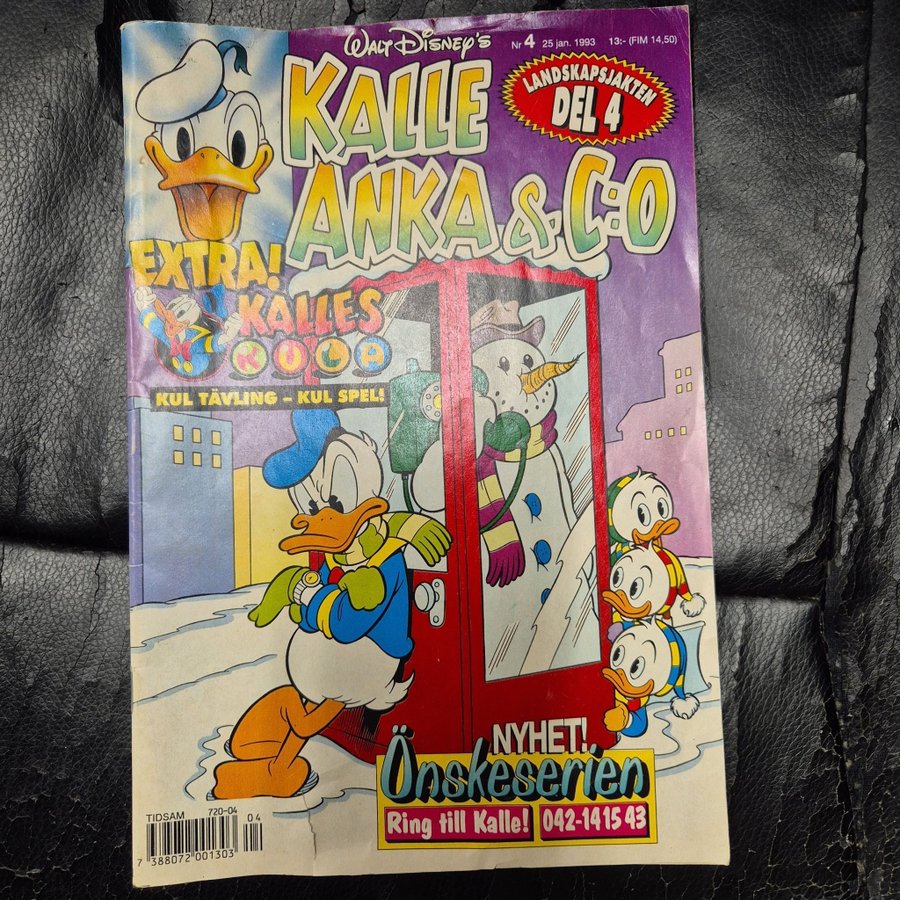 WALT DISNEY'S
Nr 4 25 jan. 1993 13:- (FIM 14,50)
KALLE
ANKA & C:O
LANDSKAPSJAKTEN
DEL 4
EXTRA!
KALLES
KULA
KUL TÄVLING – KUL SPEL!
NYHET!
Önskeserien
Ring till Kalle! 042-14 15 43
TIDSAM 720-04
04
7 388072 001303